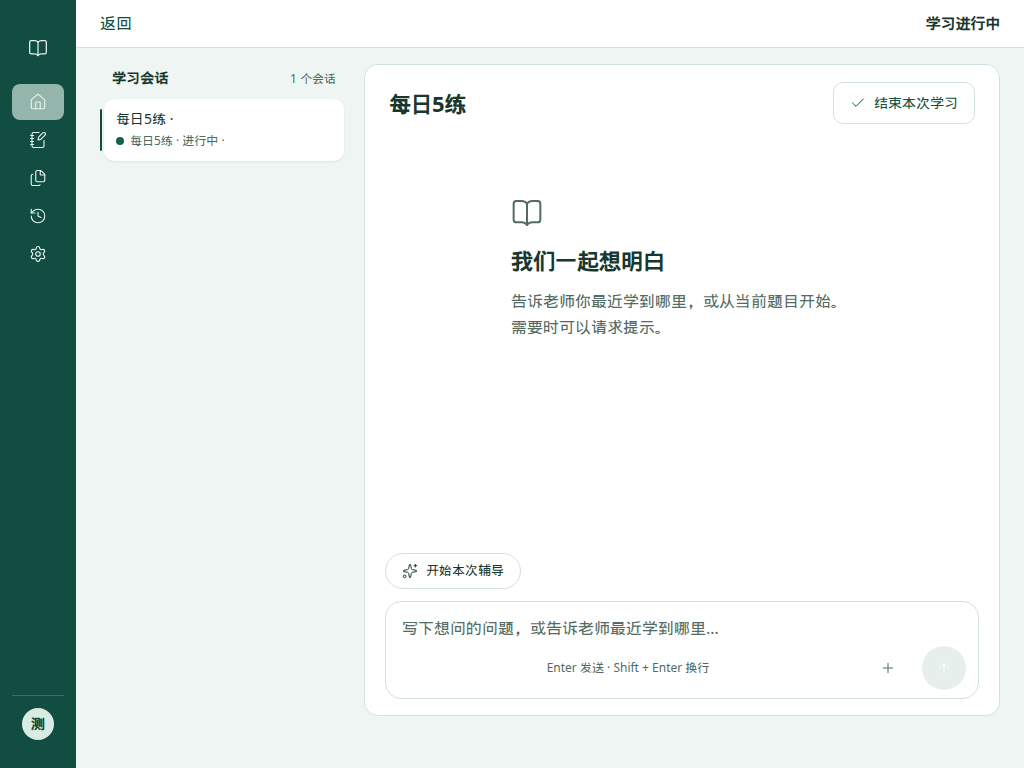 返回
学习进行中
学习会话
1 个会话
每日5练 ·
每日5练 · 进行中 ·
每日5练
结束本次学习
我们一起想明白
告诉老师你最近学到哪里，或从当前题目开始。
需要时可以请求提示。
开始本次辅导
写下想问的问题，或告诉老师最近学到哪里...
Enter 发送 · Shift + Enter 换行
测